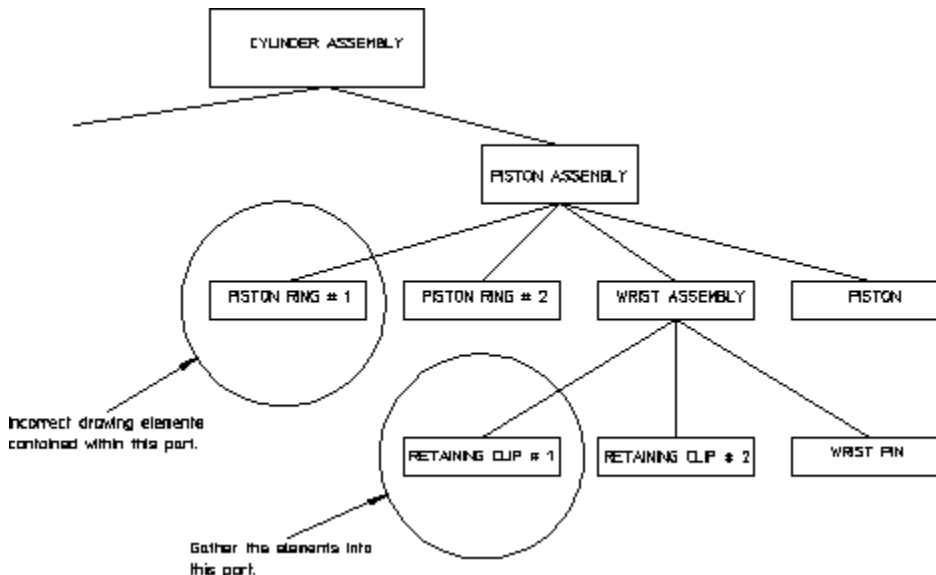 CYLINDER ASSEMBLY
PISTON ASSEMBLY
PISTON RING # 1
PISTON RING # 2
WRIST ASSEMBLY
PISTON
Incorrect drawing elements
contained within this part.
RETAINING CLIP # 1
RETAINING CLIP # 2
WRIST PIN
Gather the elements into
this part.